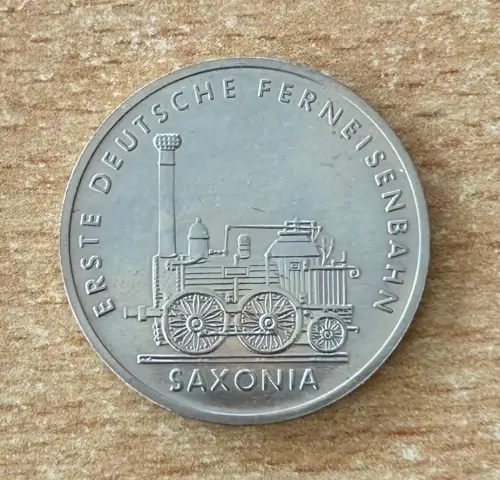 ERSTE DEUTSCHE FERNEISENBAHN
SAXONIA